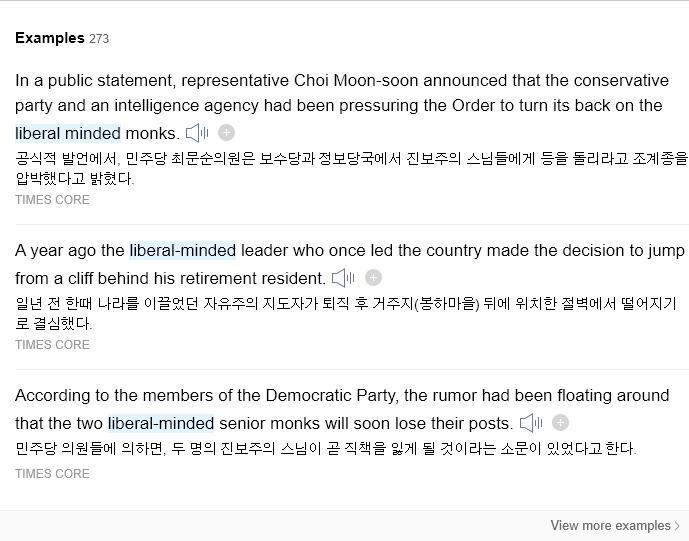 Examples 273
In a public statement, representative Choi Moon-soon announced that the conservative
party and an intelligence agency had been pressuring the Order to turn its back on the
liberal minded monks.
공식적 발언에서, 민주당 최문순의원은 보수당과 정보당국에서 진보주의 스님들에게 등을 돌리라고 조계종을
압박했다고 밝혔다.
TIMES CORE
A year ago the liberal-minded leader who once led the country made the decision to jump
from a cliff behind his retirement resident.
일년 전 한때 나라를 이끌었던 자유주의 지도자가 퇴직 후 거주지(봉하마을) 뒤에 위치한 절벽에서 떨어지기
로 결심했다.
TIMES CORE
According to the members of the Democratic Party, the rumor had been floating around
that the two liberal-minded senior monks will soon lose their posts.
민주당 의원들에 의하면, 두 명의 진보주의 스님이 곧 직책을 잃게 될 것이라는 소문이 있었다고 한다.
TIMES CORE
View more examples >